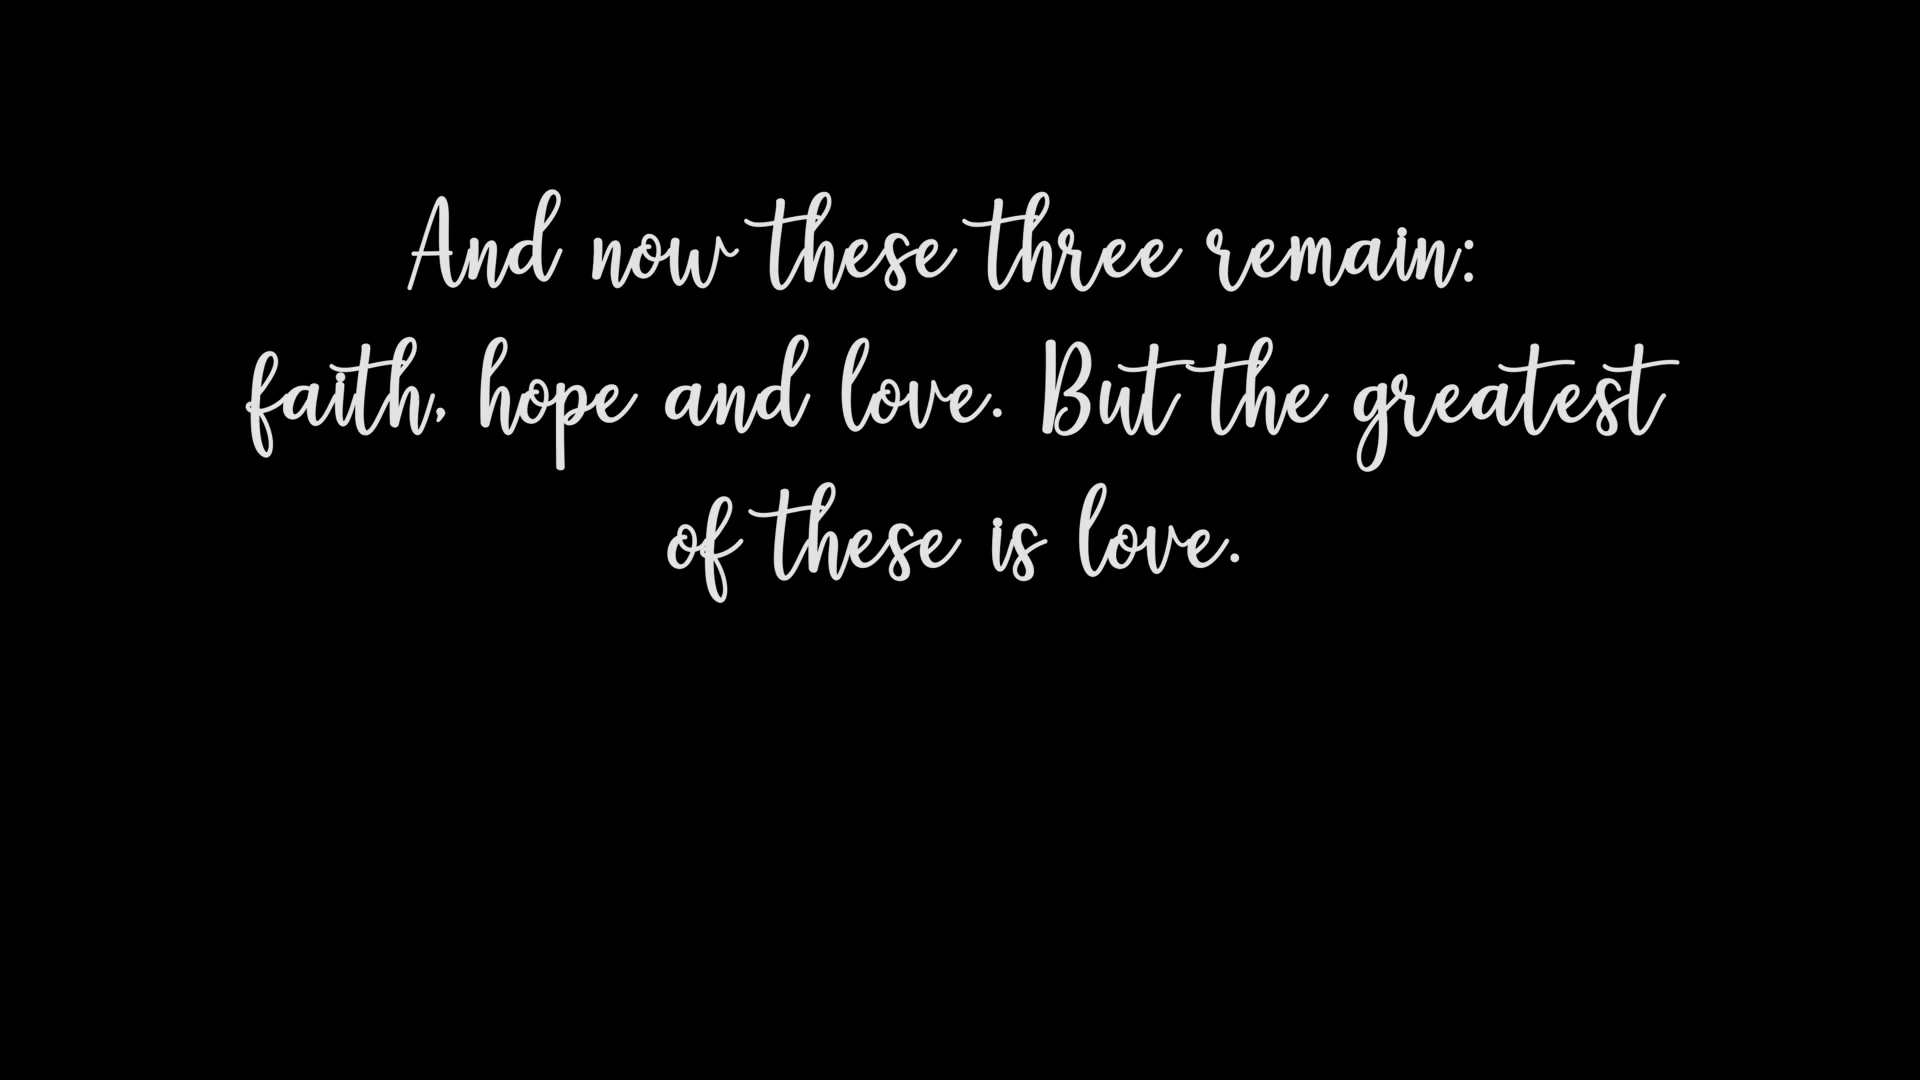 And now these three remain:
faith, hope and love. But the greatest
of these is love.